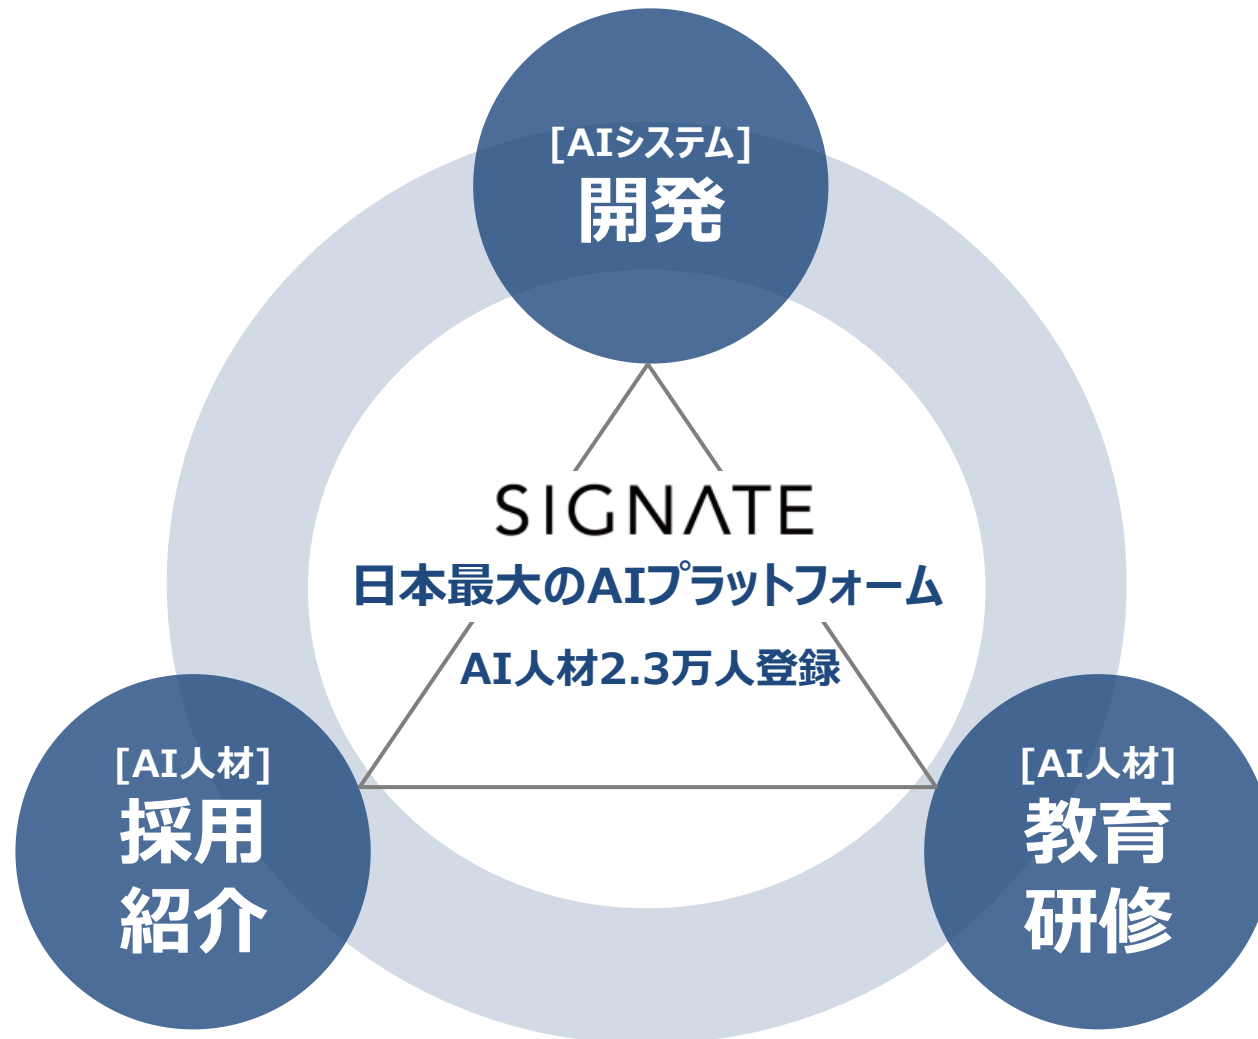 [AIシステム]
開発
SIGNATE
日本最大のAIプラットフォーム
AI人材2.3万人登録
[AI人材]
採用
紹介
[AI人材]
教育
研修